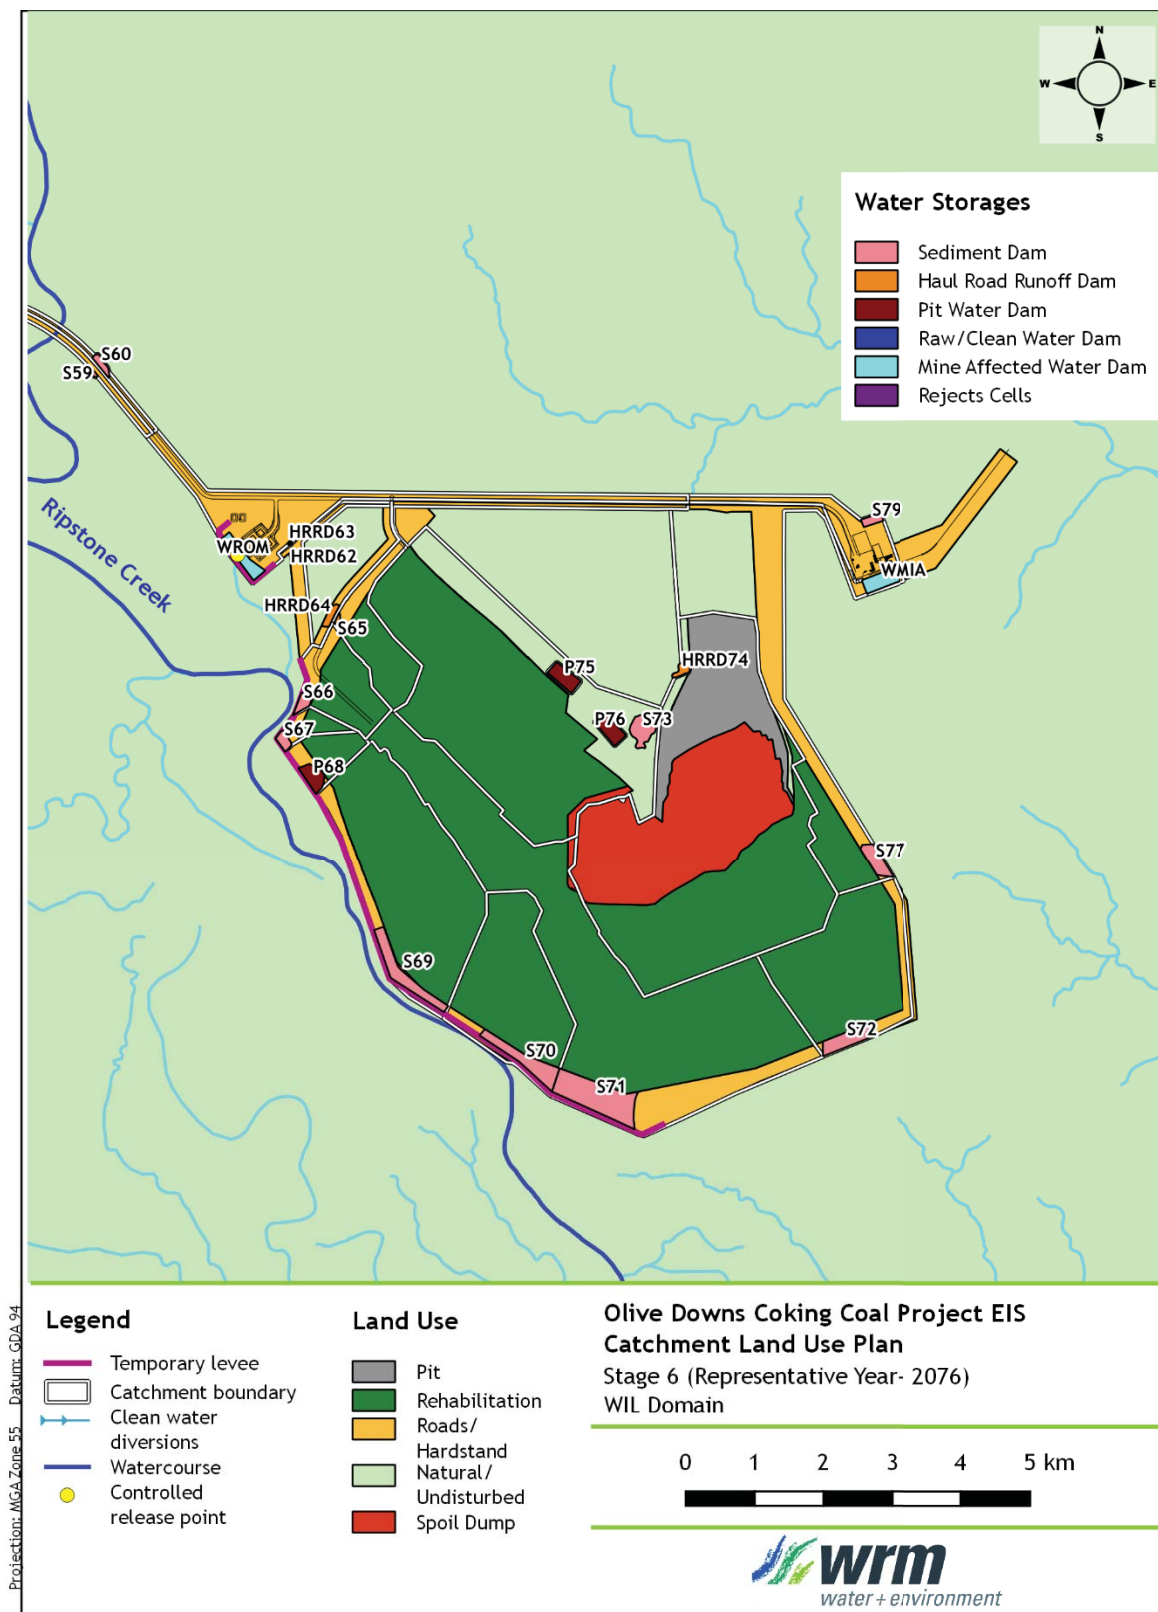 N
W
E
S
Water Storages
Sediment Dam
Haul Road Runoff Dam
Pit Water Dam
Raw/Clean Water Dam
Mine Affected Water Dam
Rejects Cells
S60
S59
Ripstone Creek
S79
HRRD63
WROM
HRRD62
WMIA
HRRD64
S65
HRRD74
P75
S66
P76
S73
S67
P68
S77
S69
S72
S70
S71
Legend
Temporary levee
Catchment boundary
Clean water
diversions
Watercourse
Controlled
release point
Land Use
Pit
Rehabilitation
Roads/
Hardstand
Natural/
Undisturbed
Spoil Dump
Olive Downs Coking Coal Project EIS
Catchment Land Use Plan
Stage 6 (Representative Year- 2076)
WIL Domain
0 1 2 3 4 5 km
wrm
water + environment
Projection: MGA Zone 55 Datum: GDA 94